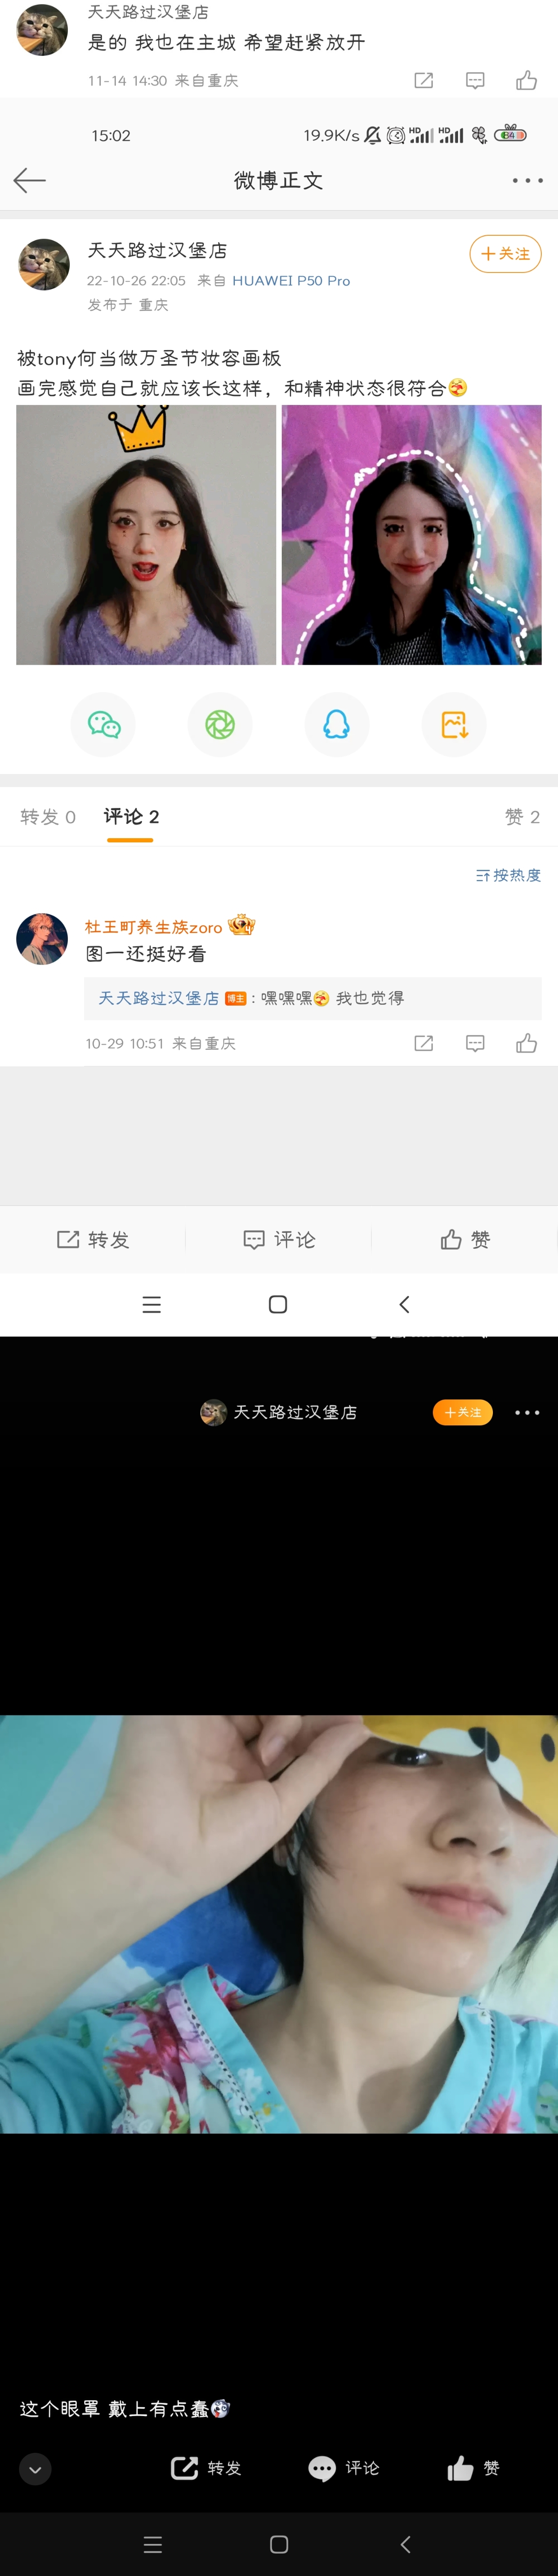 天天路过汉堡店
是的 我也在主城 希望赶紧放开
11-14 14:30 来自重庆
15:02
19.9K/s
HD
HD
84
微博正文
天天路过汉堡店
+关注
22-10-26 22:05 来自 HUAWEI P50 Pro
发布于 重庆
被tony何当做万圣节妆容画板
画完感觉自己就应该长这样，和精神状态很符合
转发 0
评论 2
赞 2
按热度
杜王町养生族zoro
图一还挺好看
天天路过汉堡店 博主 : 嘿嘿嘿 我也觉得
10-29 10:51 来自重庆
转发
评论
赞
天天路过汉堡店
+关注
这个眼罩 戴上有点蠢
转发
评论
赞